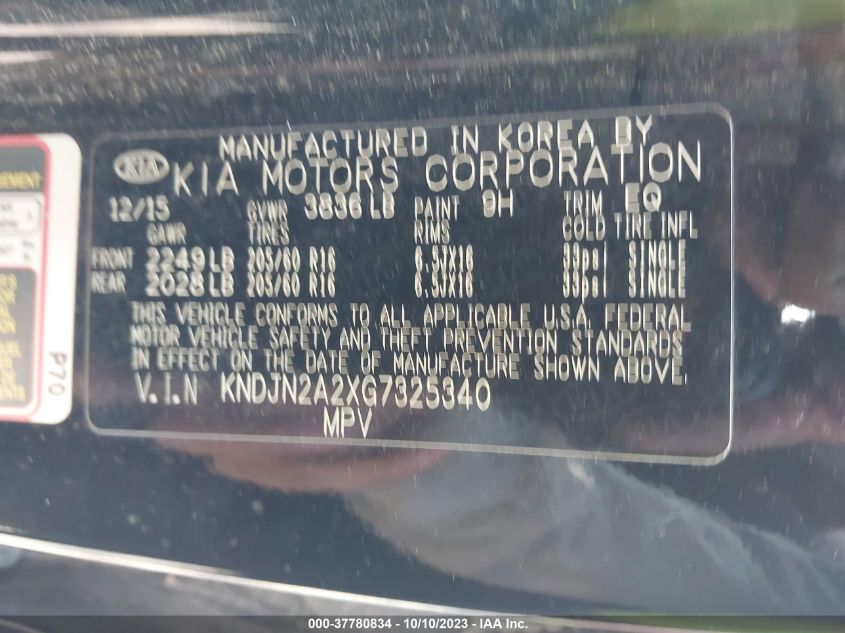 MANUFACTURED IN KOREA BY
KIA KIA MOTORS CORPORATION
12/15 GVWR 3836 LB PAINT 9H TRIM EQ
GAWR TIRES RIMS COLD TIRE INFL
FRONT 2249 LB 205/60 R16 6.5JX16 33psi SINGLE
REAR 2028 LB 205/60 R16 6.5JX16 33psi SINGLE
THIS VEHICLE CONFORMS TO ALL APPLICABLE U.S.A. FEDERAL
MOTOR VEHICLE SAFETY AND THEFT PREVENTION STANDARDS
IN EFFECT ON THE DATE OF MANUFACTURE SHOWN ABOVE.
V.I.N KNDJN2A2XG7325340
MPV
P70
000-37780834 - 10/10/2023 - IAA, Inc.